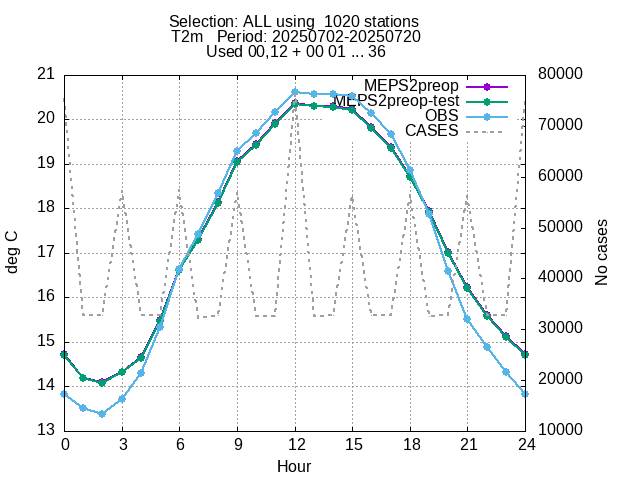 Selection: ALL using  1020 stations
T2m   Period: 20250702-20250720
Used 00,12 + 00 01 ... 36
MEPS2preop
MEPS2preop-test
OBS
CASES
21
20
19
18
17
16
15
14
13
80000
70000
60000
50000
40000
30000
20000
10000
deg C
No cases
0 3 6 9 12 15 18 21 24
Hour